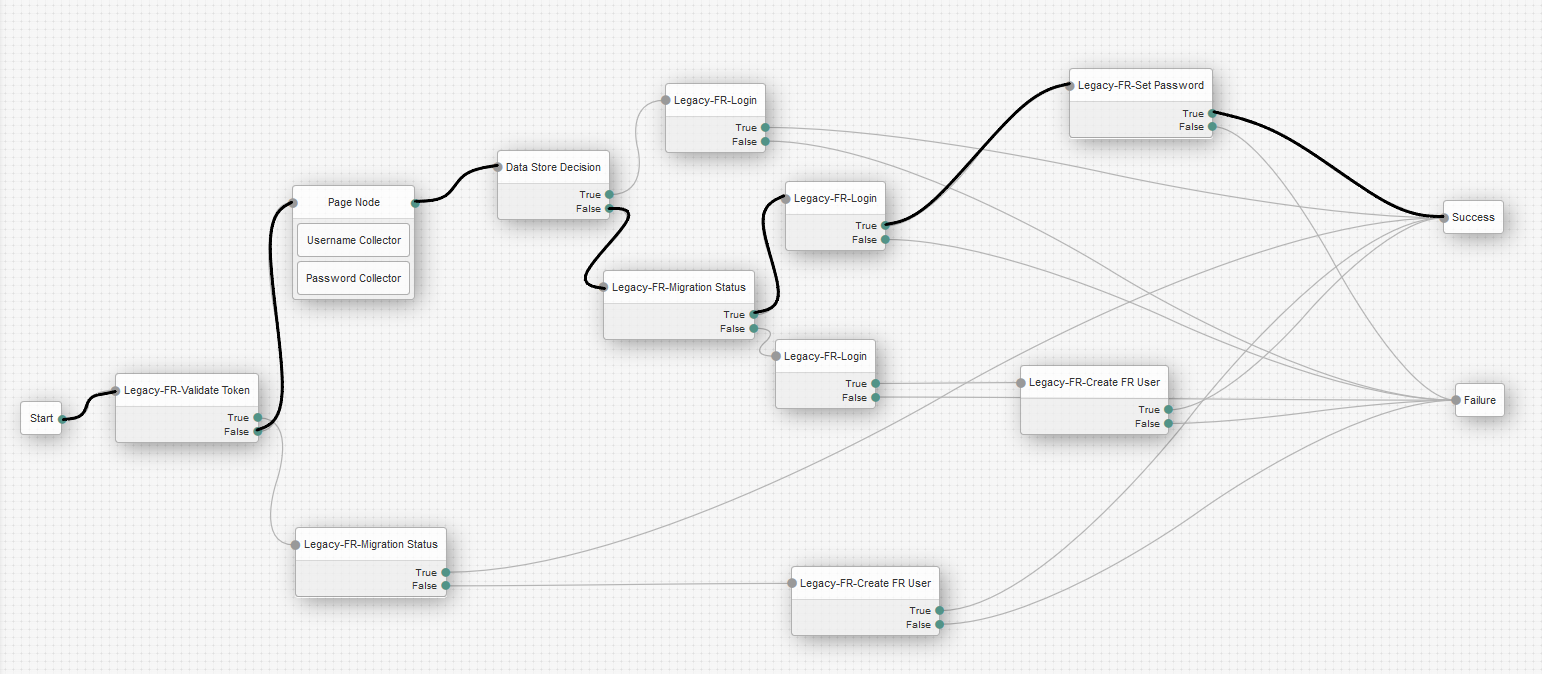 Start
Legacy-FR-Validate Token
True
False
Page Node
Username Collector
Password Collector
Data Store Decision
True
False
Legacy-FR-Login
True
False
Legacy-FR-Migration Status
True
False
Legacy-FR-Login
True
False
Legacy-FR-Login
True
False
Legacy-FR-Set Password
True
False
Legacy-FR-Create FR User
True
False
Legacy-FR-Migration Status
True
False
Legacy-FR-Create FR User
True
False
Success
Failure